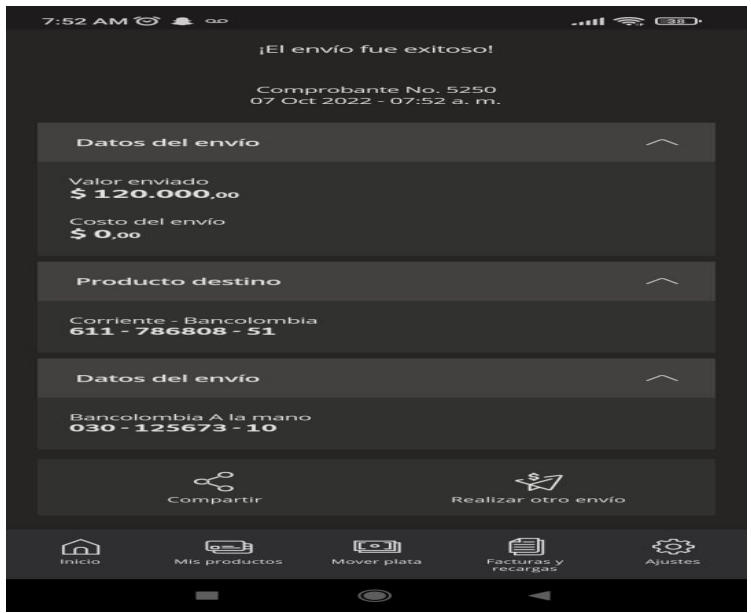 7:52 AM
38
¡El envío fue exitoso!
Comprobante No. 5250
07 Oct 2022 - 07:52 a. m.
Datos del envío
Valor enviado
$ 120.000,00
Costo del envío
$ 0,00
Producto destino
Corriente - Bancolombia
611 - 786808 - 51
Datos del envío
Bancolombia A la mano
030 - 125673 - 10
Compartir
Realizar otro envío
Inicio
Mis productos
Mover plata
Facturas y
recargas
Ajustes